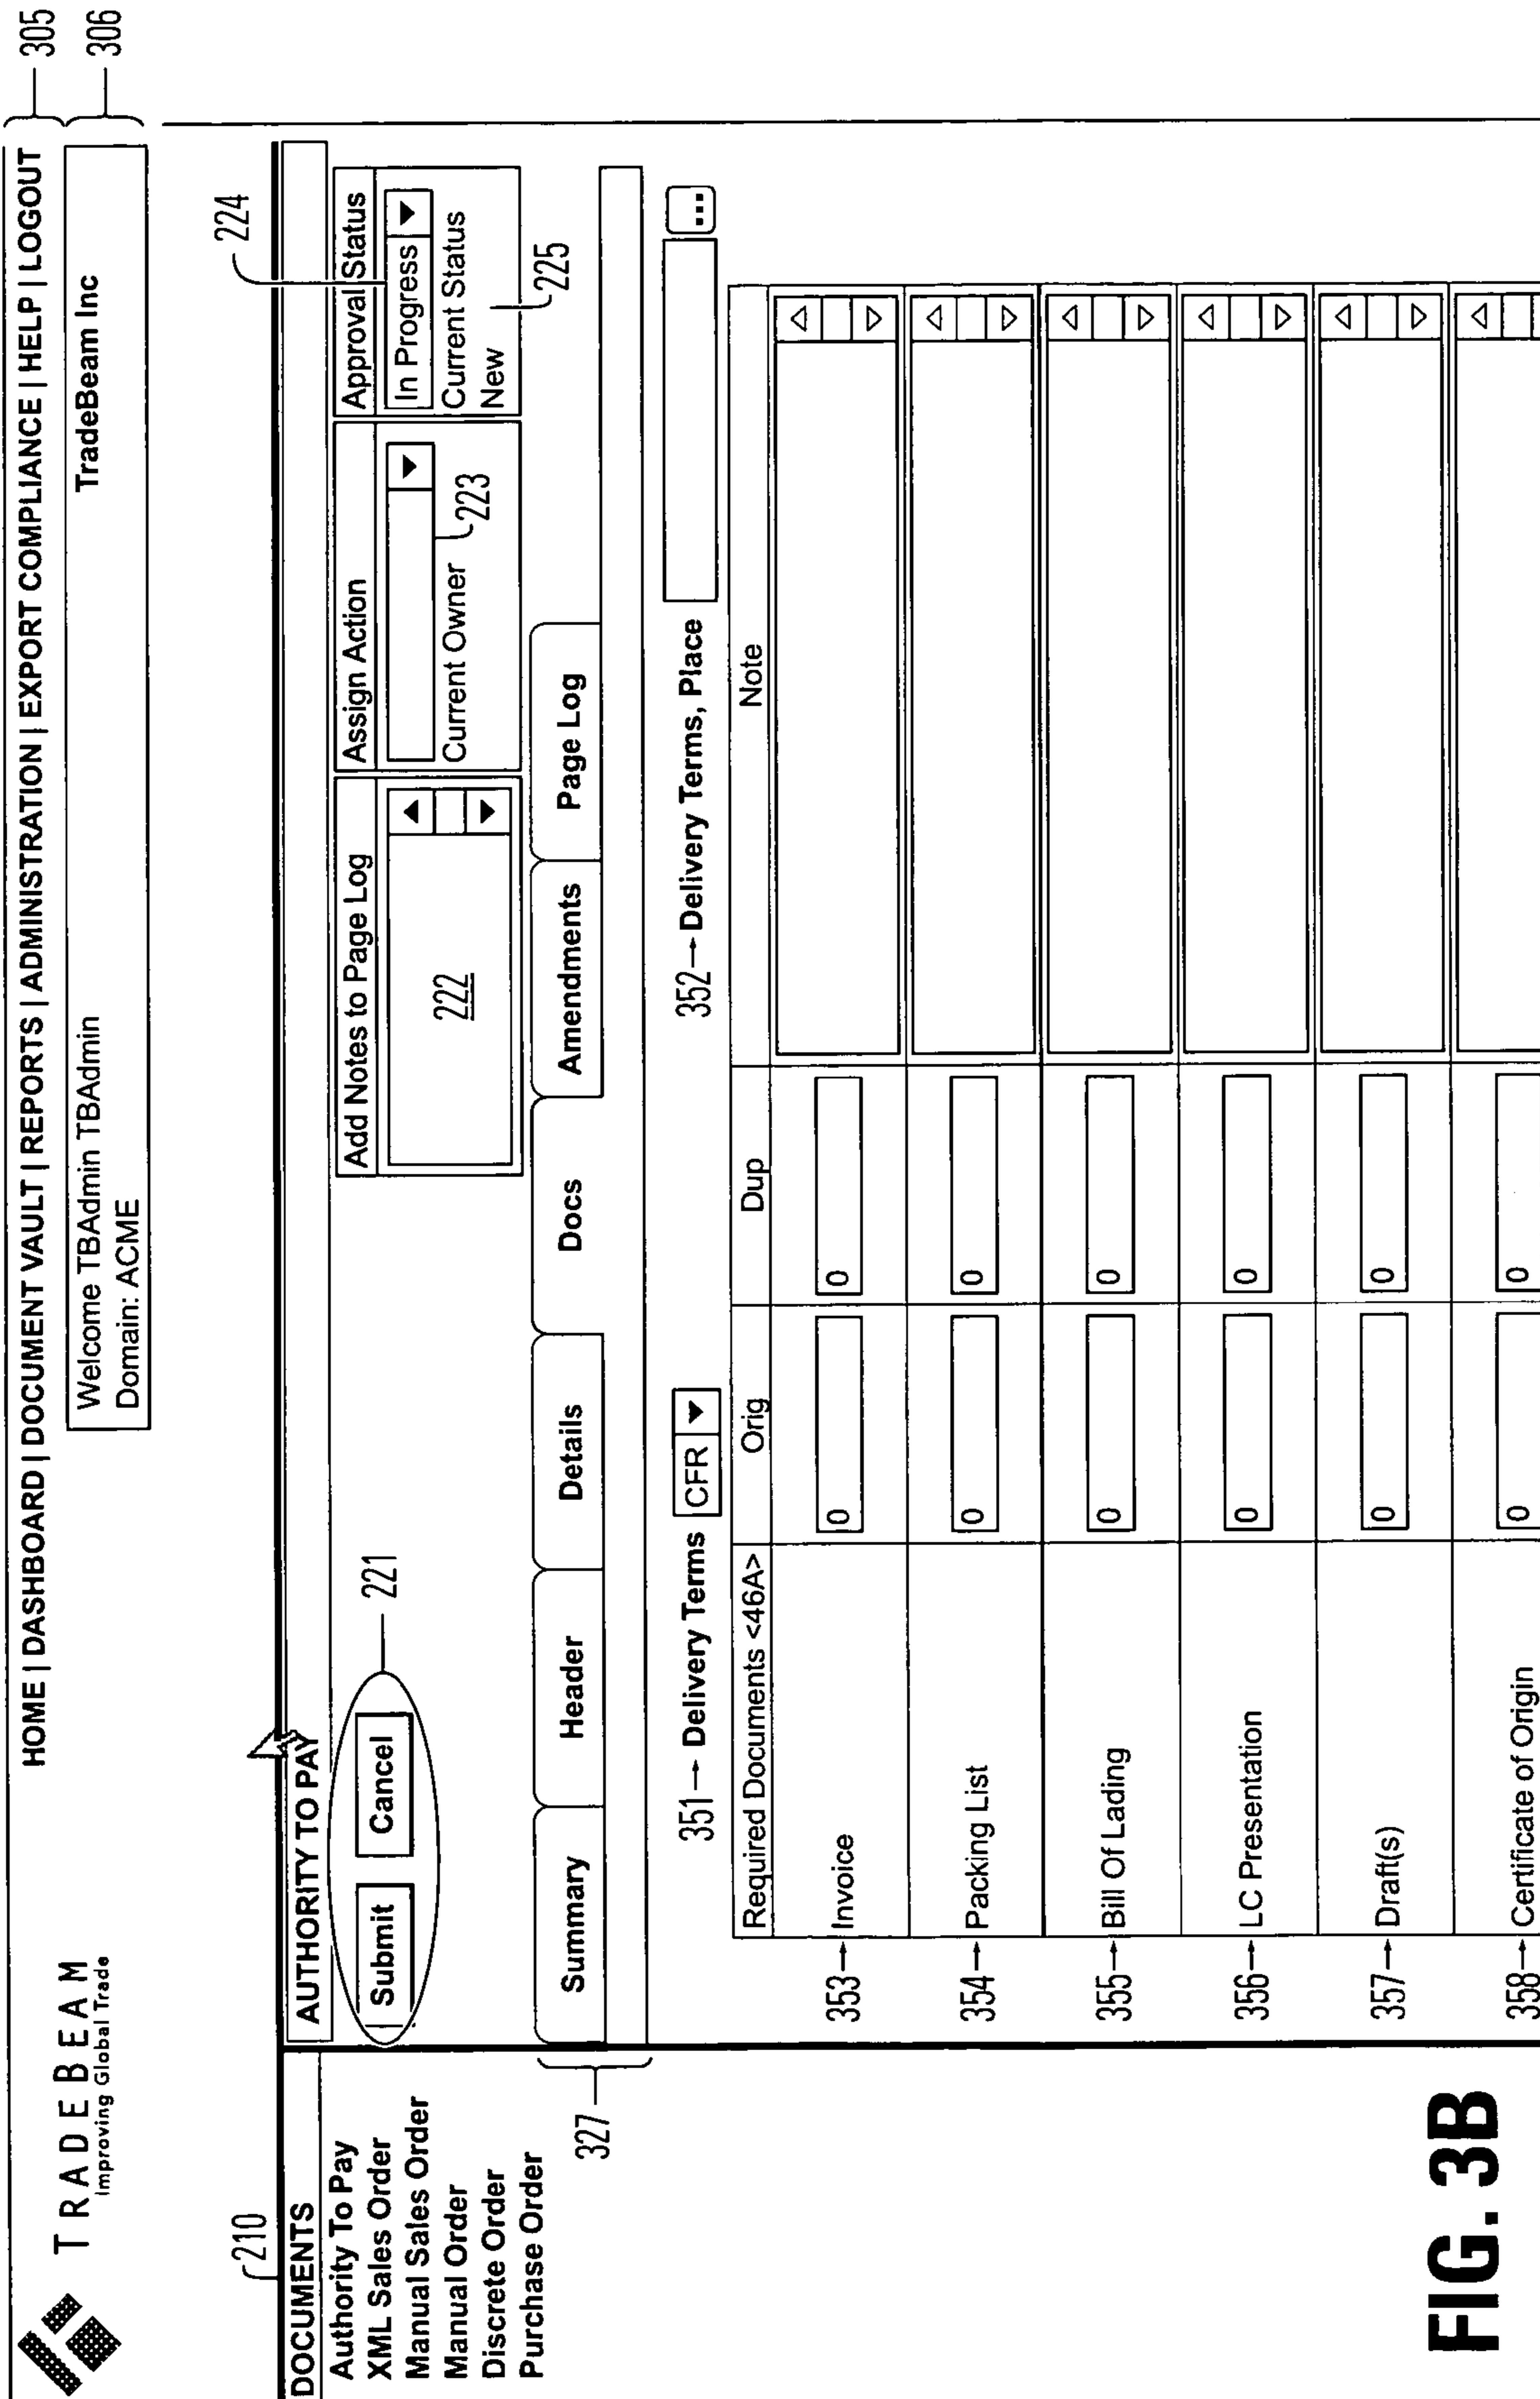 TRADEBEAM
Improving Global Trade
HOME | DASHBOARD | DOCUMENT VAULT | REPORTS | ADMINISTRATION | EXPORT COMPLIANCE | HELP | LOGOUT
305
Welcome TBAdmin TBAdmin
TradeBeam Inc
306
Domain: ACME
210
DOCUMENTS
Authority To Pay
XML Sales Order
Manual Sales Order
Manual Order
Discrete Order
Purchase Order
AUTHORITY TO PAY
Submit
Cancel
221
Add Notes to Page Log
222
Assign Action
Current Owner
223
224
Approval Status
In Progress
Current Status
New
225
327
Summary
Header
Details
Docs
Amendments
Page Log
351
Delivery Terms
CFR
352
Delivery Terms, Place
...
Required Documents <46A>
Orig
Dup
Note
353
Invoice
0
0
354
Packing List
0
0
355
Bill Of Lading
0
0
356
LC Presentation
0
0
357
Draft(s)
0
0
358
Certificate of Origin
0
0
FIG. 3B